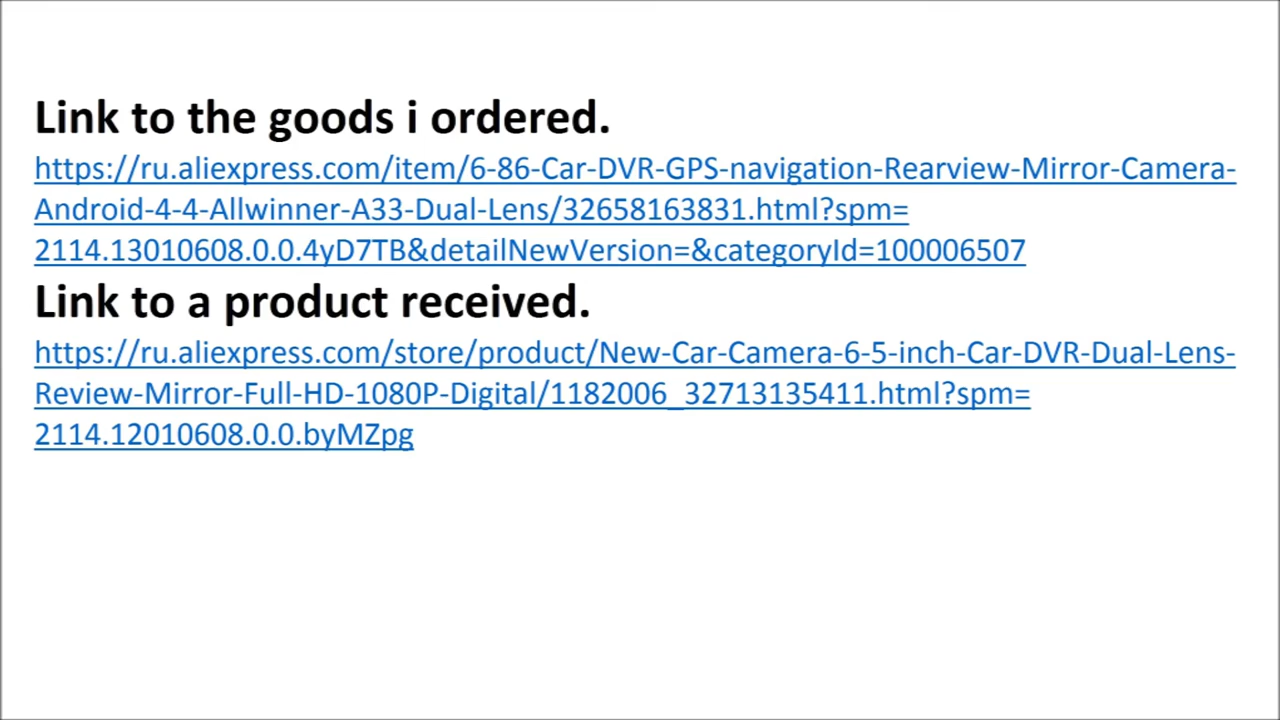 Link to the goods i ordered.
https://ru.aliexpress.com/item/6-86-Car-DVR-GPS-navigation-Rearview-Mirror-Camera-
Android-4-4-Allwinner-A33-Dual-Lens/32658163831.html?spm=
2114.13010608.0.0.4yD7TB&detailNewVersion=&categoryId=100006507
Link to a product received.
https://ru.aliexpress.com/store/product/New-Car-Camera-6-5-inch-Car-DVR-Dual-Lens-
Review-Mirror-Full-HD-1080P-Digital/1182006_32713135411.html?spm=
2114.12010608.0.0.byMZpg